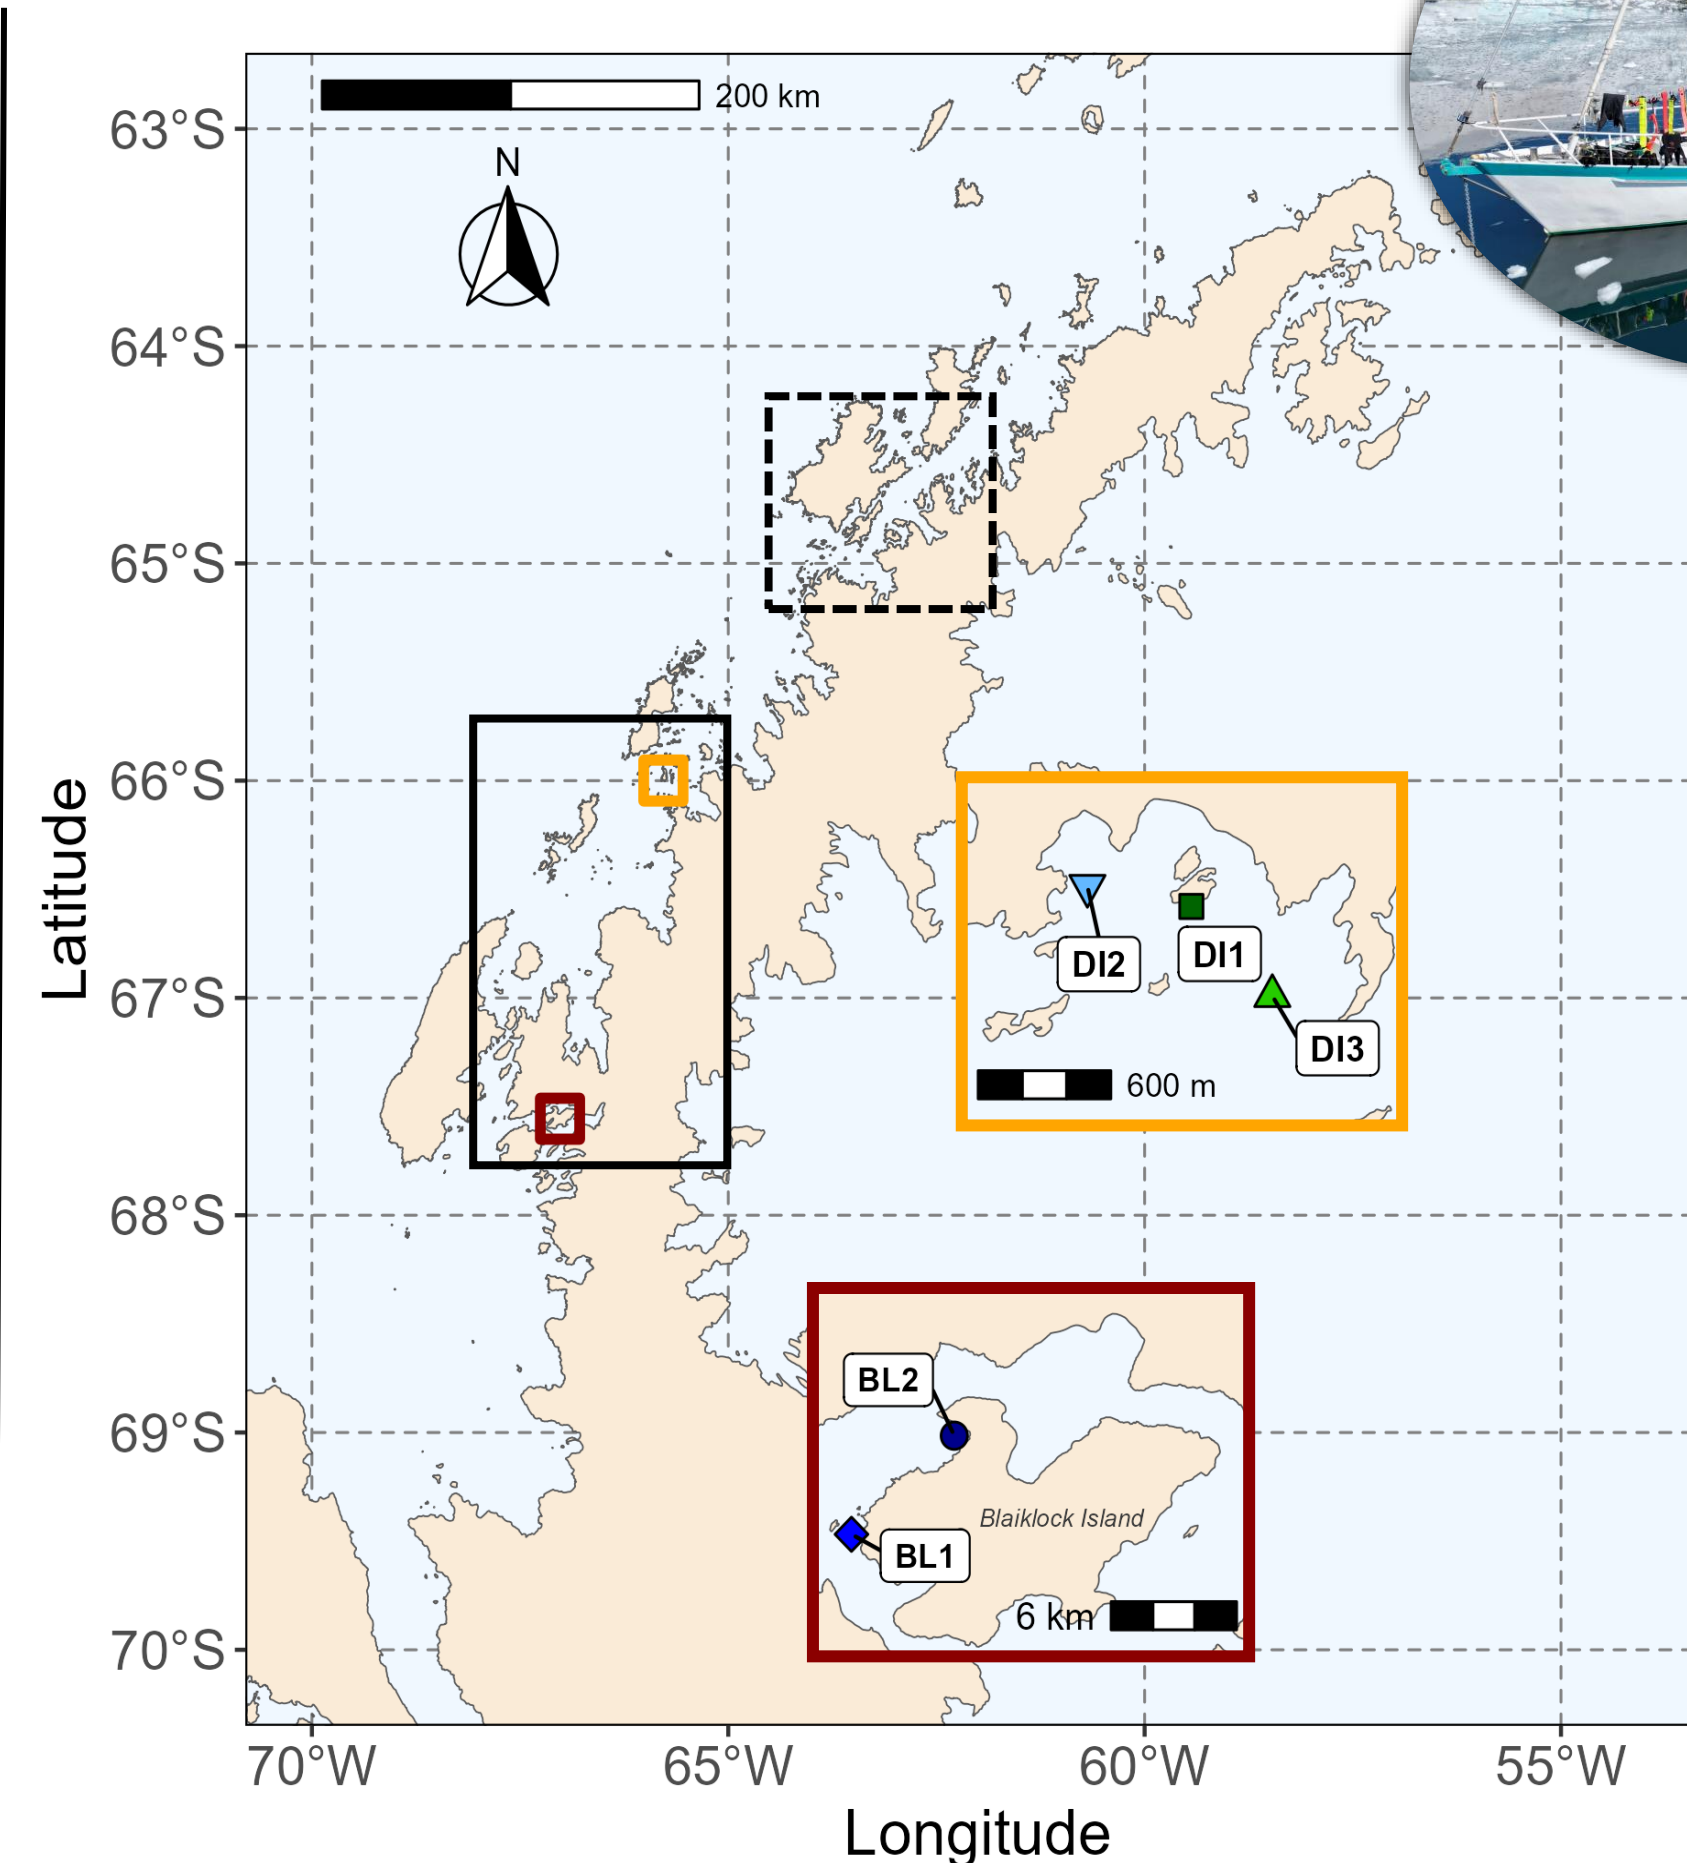 200 km
N
63°S
64°S
65°S
66°S
67°S
68°S
69°S
70°S
Latitude
DI2
DI1
DI3
600 m
BL2
Blaiklock Island
BL1
6 km
70°W
65°W
60°W
55°W
Longitude